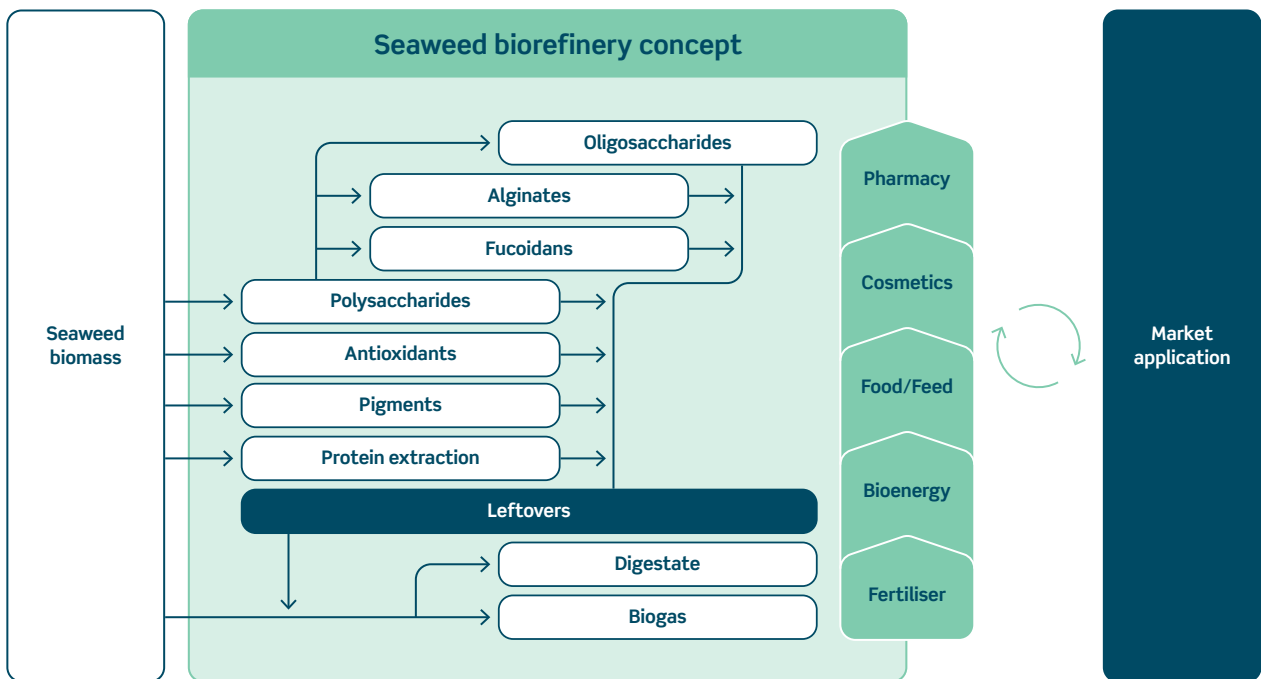 Seaweed biorefinery concept
Seaweed
biomass
Oligosaccharides
Alginates
Fucoidans
Polysaccharides
Antioxidants
Pigments
Protein extraction
Leftovers
Digestate
Biogas
Pharmacy
Cosmetics
Food/Feed
Bioenergy
Fertiliser
Market
application